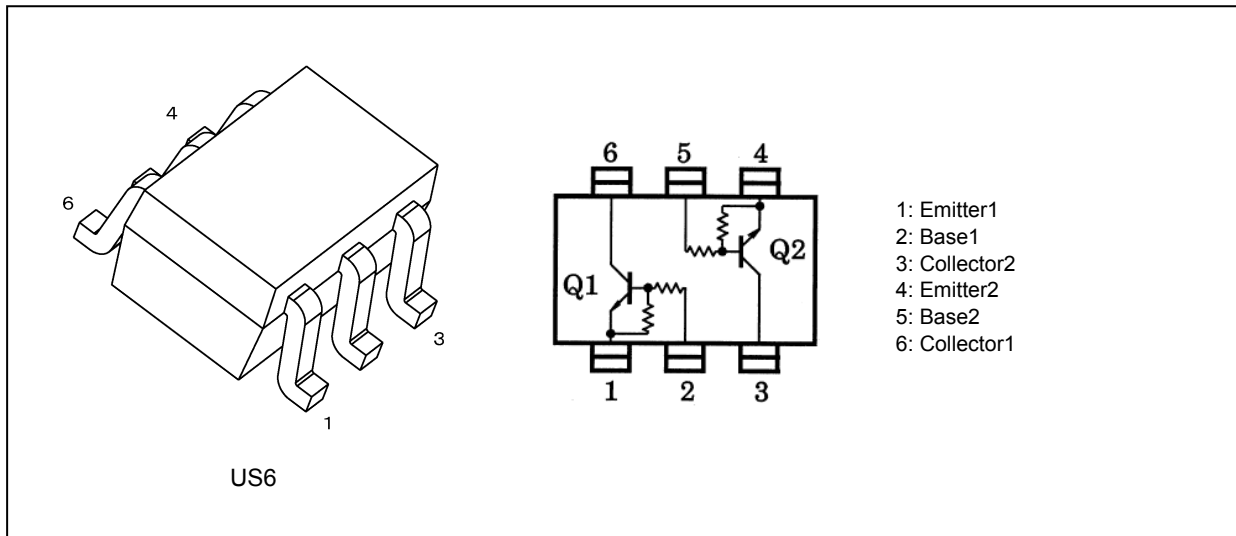 4
6
3
1
US6
6 5 4
Q1
Q2
1 2 3
1: Emitter1
2: Base1
3: Collector2
4: Emitter2
5: Base2
6: Collector1